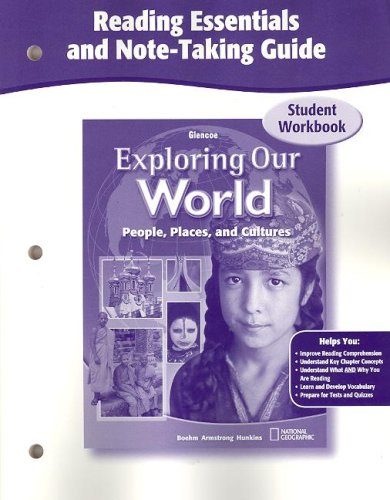 Reading Essentials
and Note-Taking Guide
Student
Workbook
Glencoe
Exploring Our
World
People, Places, and Cultures
Helps You:
• Improve Reading Comprehension
• Understand Key Chapter Concepts
• Understand What AND Why You
Are Reading
• Learn and Develop Vocabulary
• Prepare for Tests and Quizzes
Boehm Armstrong Hunkins
NATIONAL
GEOGRAPHIC